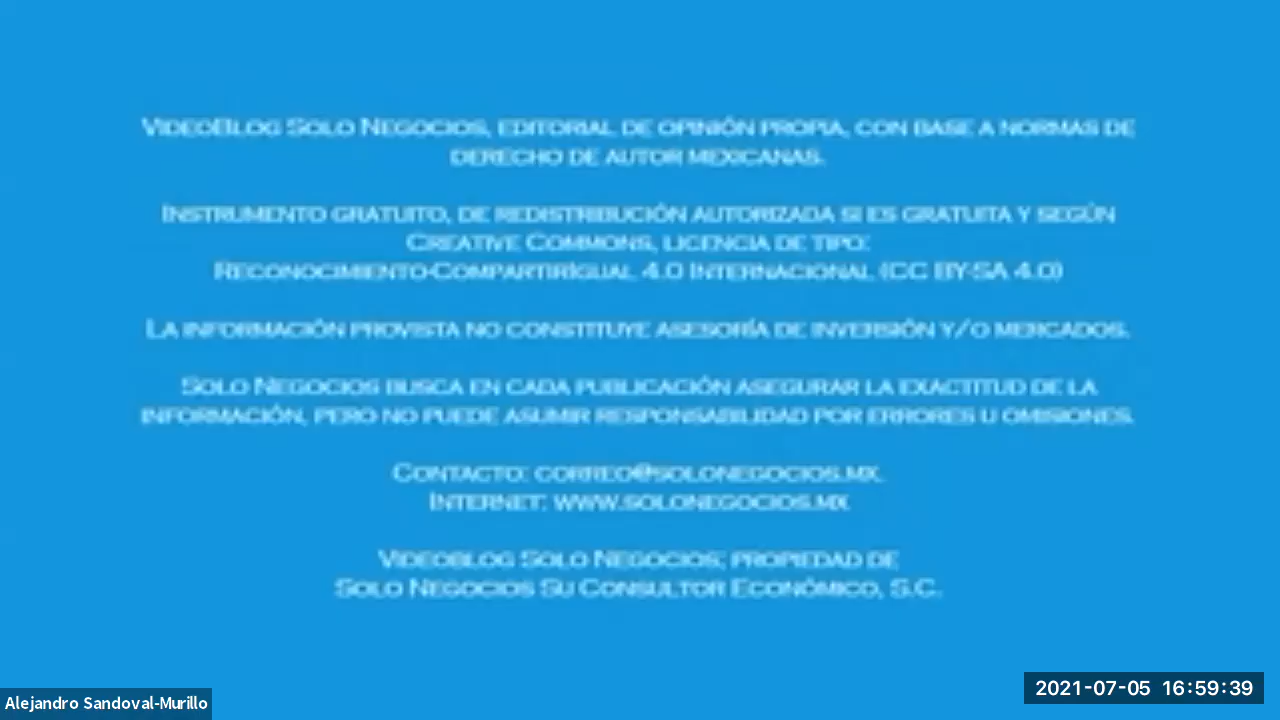 VideoBlog Solo Negocios, editorial de opinión propia, con base a normas de
derecho de autor mexicanas.
Instrumento gratuito, de redistribución autorizada si es gratuita y según
Creative Commons, licencia de tipo:
Reconocimiento-CompartirIgual 4.0 Internacional (CC BY-SA 4.0)
La información provista no constituye asesoría de inversión y/o mercados.
Solo Negocios busca en cada publicación asegurar la exactitud de la
información, pero no puede asumir responsabilidad por errores u omisiones.
Contacto: correo@solonegocios.mx.
Internet: www.solonegocios.mx
Videoblog Solo Negocios; propiedad de
Solo Negocios Su Consultor Económico, S.C.
Alejandro Sandoval-Murillo
2021-07-05 16:59:39